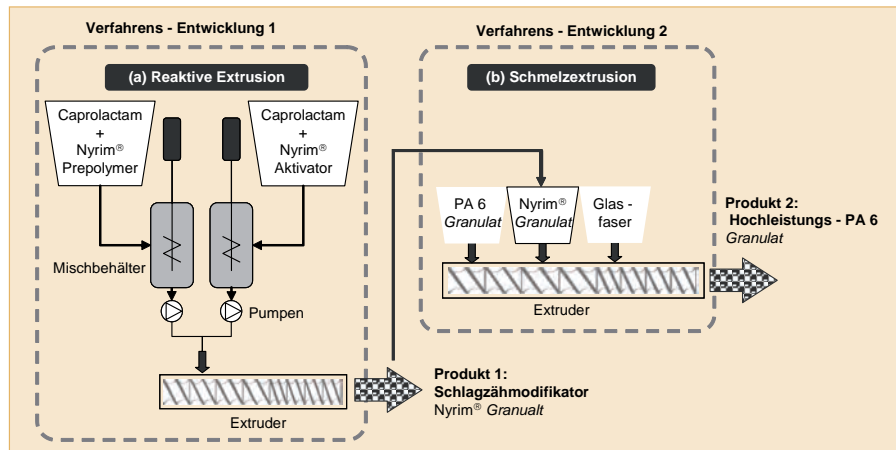 Verfahrens - Entwicklung 1
(a) Reaktive Extrusion
Caprolactam
+
Nyrim®
Prepolymer
Caprolactam
+
Nyrim®
Aktivator
Mischbehälter
Pumpen
Extruder
Produkt 1:
Schlagzähmodifikator
Nyrim® Granualt
Verfahrens - Entwicklung 2
(b) Schmelzextrusion
PA 6
Granulat
Nyrim®
Granulat
Glas -
faser
Extruder
Produkt 2:
Hochleistungs - PA 6
Granulat